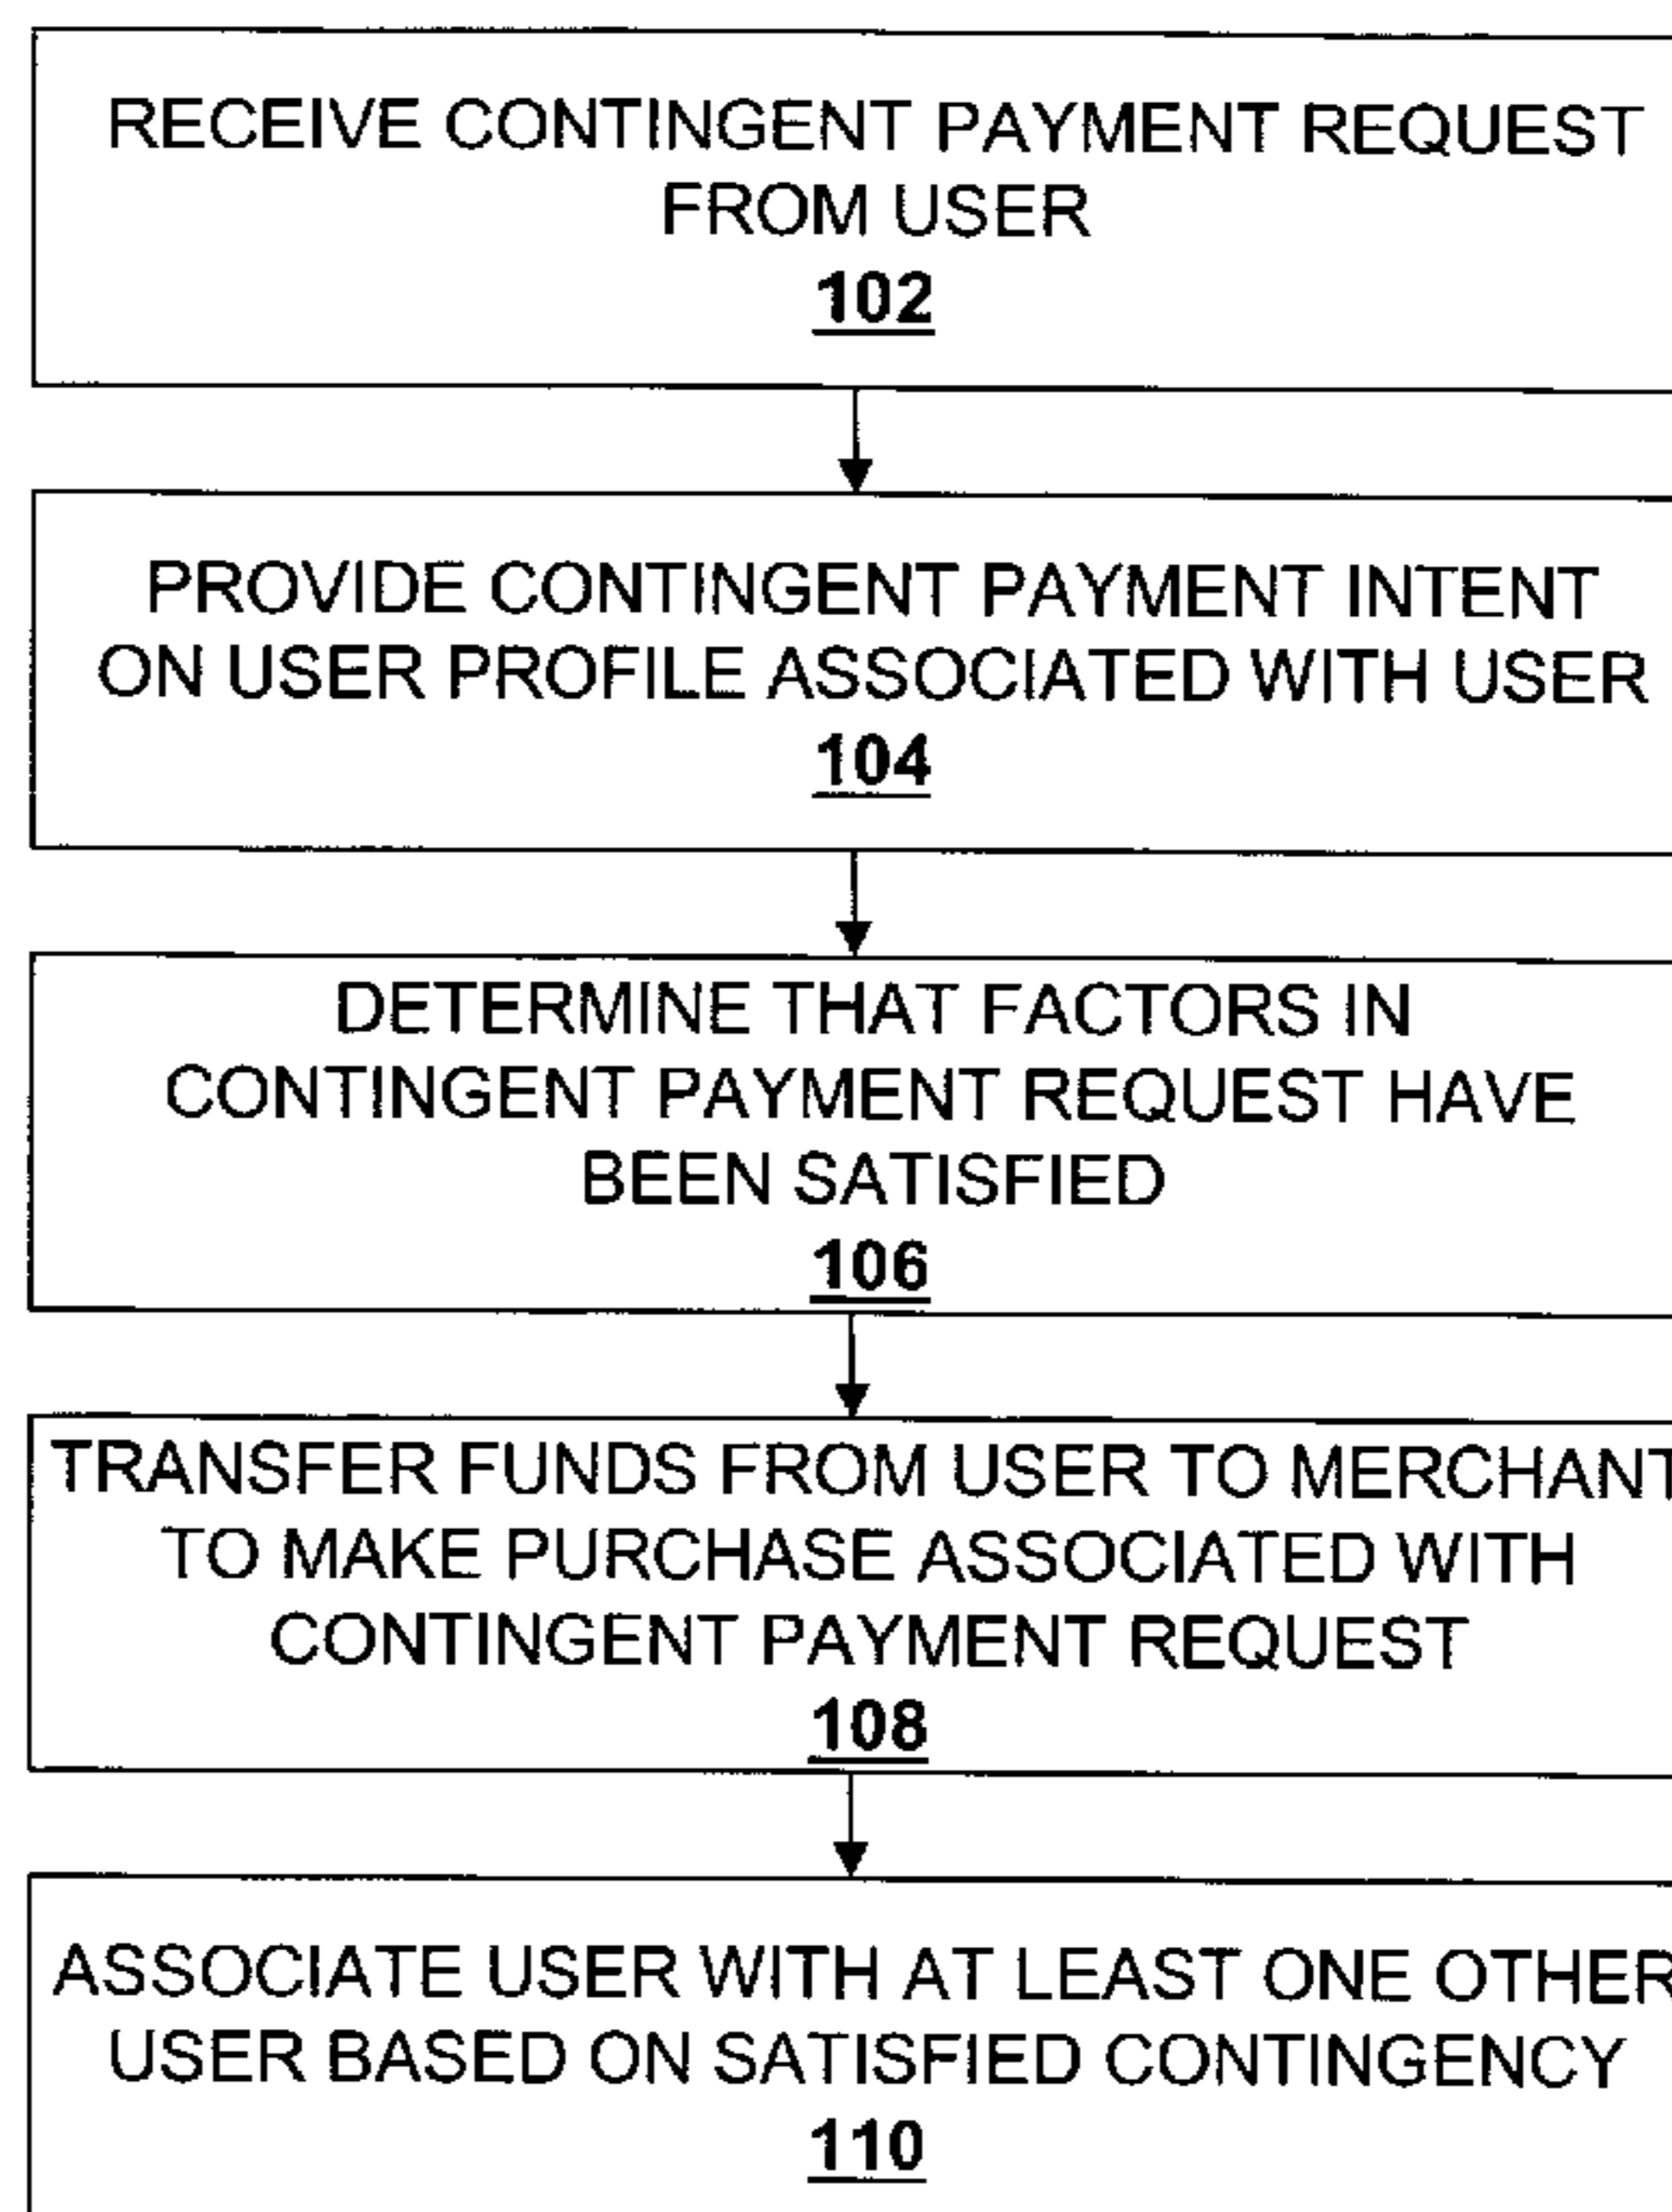 RECEIVE CONTINGENT PAYMENT REQUEST
FROM USER
102
PROVIDE CONTINGENT PAYMENT INTENT
ON USER PROFILE ASSOCIATED WITH USER
104
DETERMINE THAT FACTORS IN
CONTINGENT PAYMENT REQUEST HAVE
BEEN SATISFIED
106
TRANSFER FUNDS FROM USER TO MERCHANT
TO MAKE PURCHASE ASSOCIATED WITH
CONTINGENT PAYMENT REQUEST
108
ASSOCIATE USER WITH AT LEAST ONE OTHER
USER BASED ON SATISFIED CONTINGENCY
110